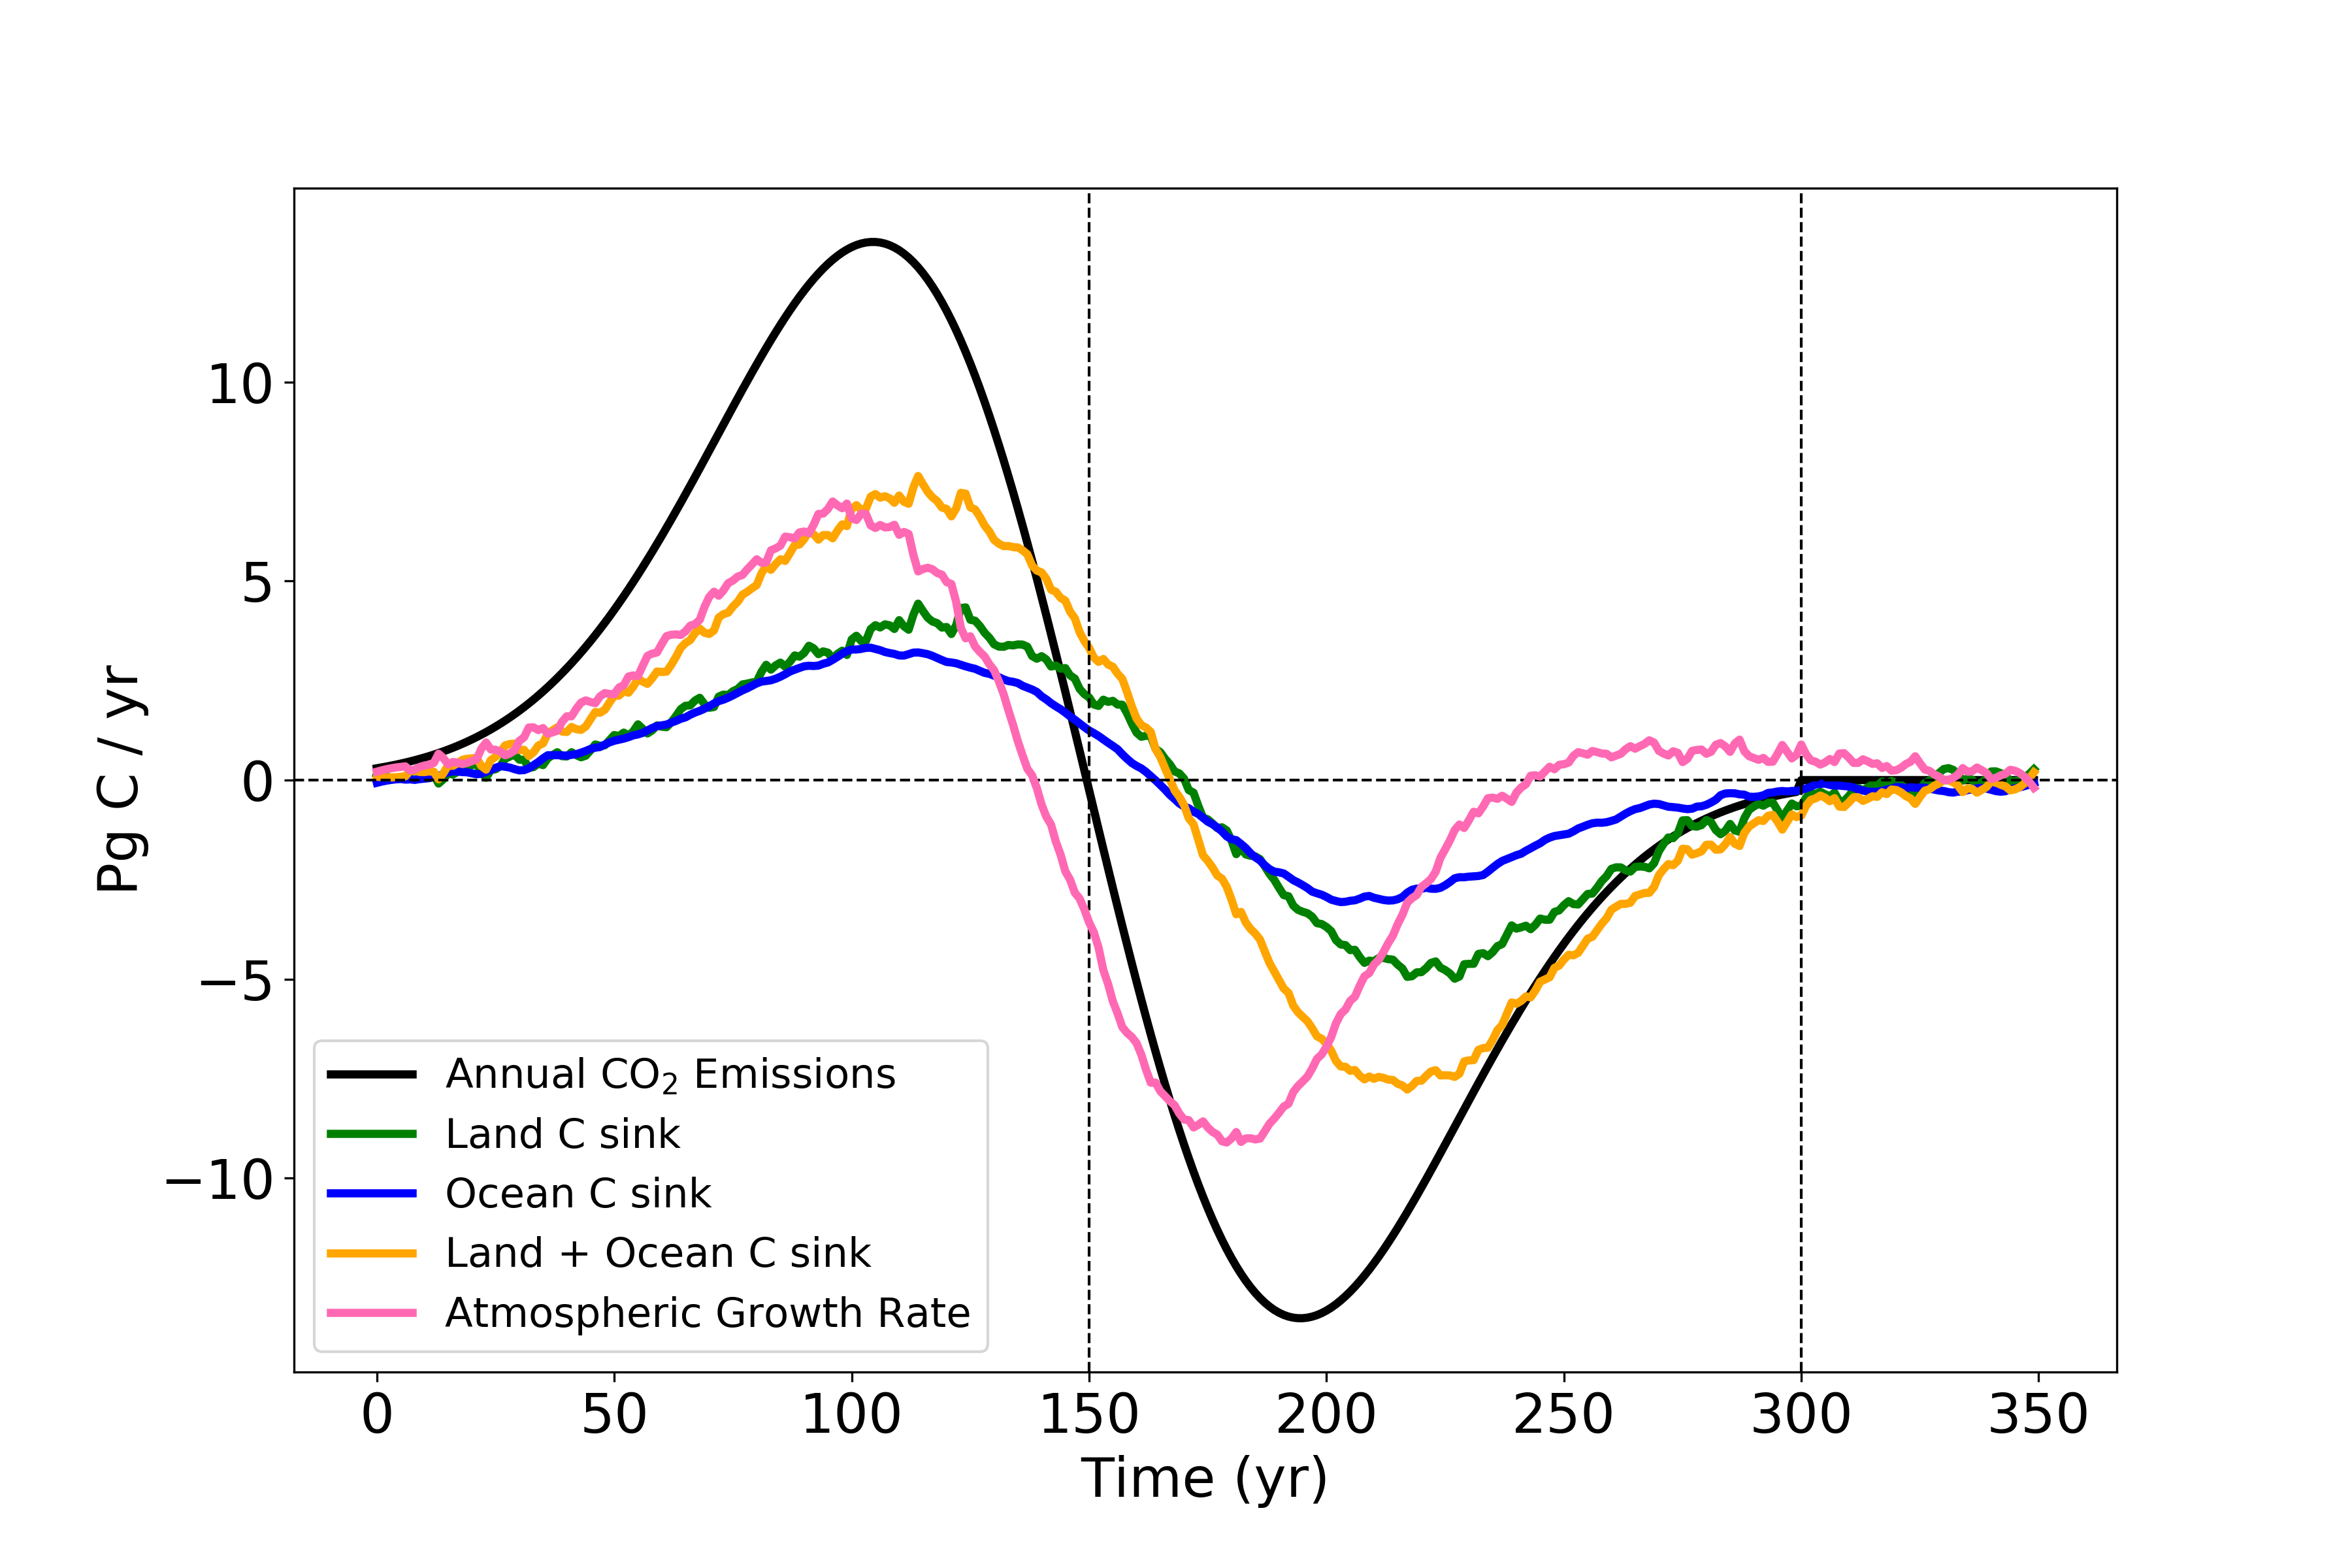 Pg C / yr
10
5
0
−5
−10
Annual CO₂ Emissions
Land C sink
Ocean C sink
Land + Ocean C sink
Atmospheric Growth Rate
0 50 100 150 200 250 300 350
Time (yr)